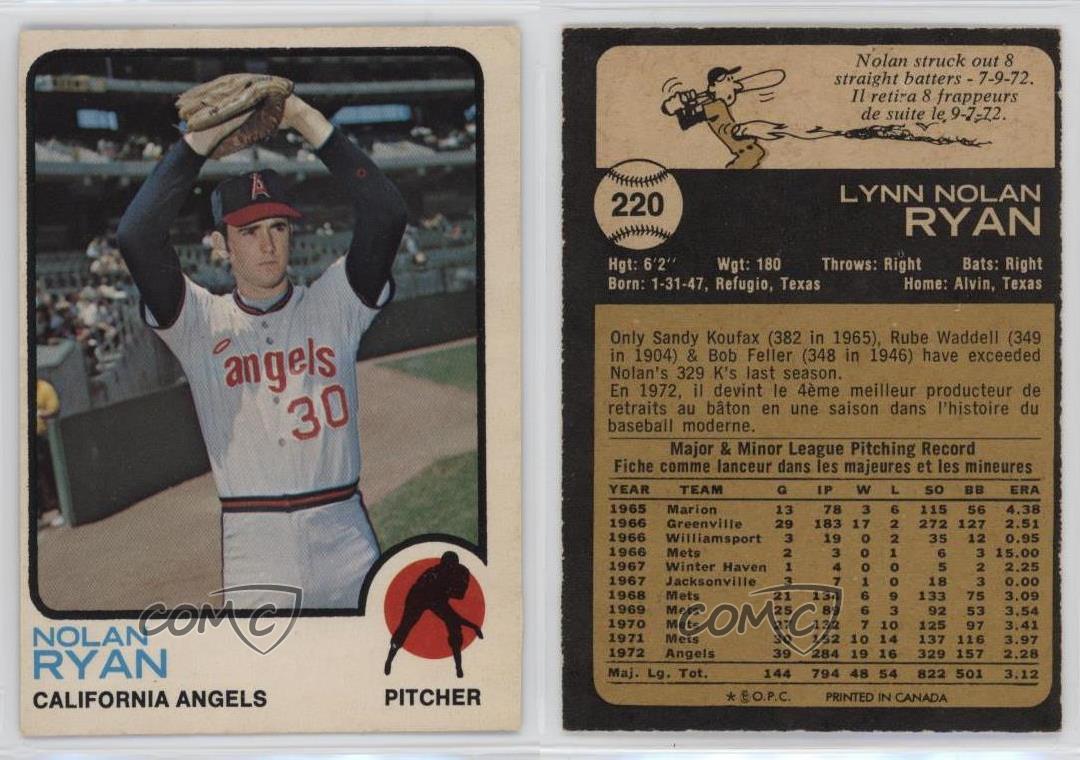 A
angels
30
NOLAN
RYAN
CALIFORNIA ANGELS
PITCHER
COMC
Nolan struck out 8
straight batters - 7-9-72.
Il retira 8 frappeurs
de suite le 9-7-72.
220
LYNN NOLAN
RYAN
Hgt: 6'2" Wgt: 180 Throws: Right Bats: Right
Born: 1-31-47, Refugio, Texas Home: Alvin, Texas
Only Sandy Koufax (382 in 1965), Rube Waddell (349
in 1904) & Bob Feller (348 in 1946) have exceeded
Nolan's 329 K's last season.
En 1972, il devint le 4ème meilleur producteur de
retraits au bâton en une saison dans l'histoire du
baseball moderne.
Major & Minor League Pitching Record
Fiche comme lanceur dans les majeures et les mineures
YEAR TEAM G IP W L SO BB ERA
1965 Marion 13 78 3 6 115 56 4.38
1966 Greenville 29 183 17 2 272 127 2.51
1966 Williamsport 3 19 0 2 35 12 0.95
1966 Mets 2 3 0 1 6 3 15.00
1967 Winter Haven 1 4 0 0 5 2 2.25
1967 Jacksonville 3 7 1 0 18 3 0.00
1968 Mets 21 134 6 9 133 75 3.09
1969 Mets 25 89 6 3 92 53 3.54
1970 Mets 27 132 7 10 125 97 3.41
1971 Mets 30 152 10 14 137 116 3.97
1972 Angels 39 284 19 16 329 157 2.28
Maj. Lg. Tot. 144 794 48 54 822 501 3.12
* © O.P.C. PRINTED IN CANADA
COMC